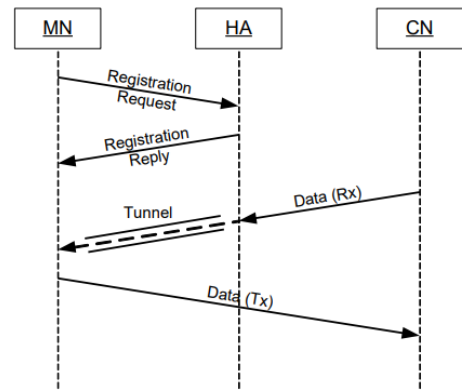 MN
HA
CN
Registration
Request
Registration
Reply
Data (Rx)
Tunnel
Data (Tx)